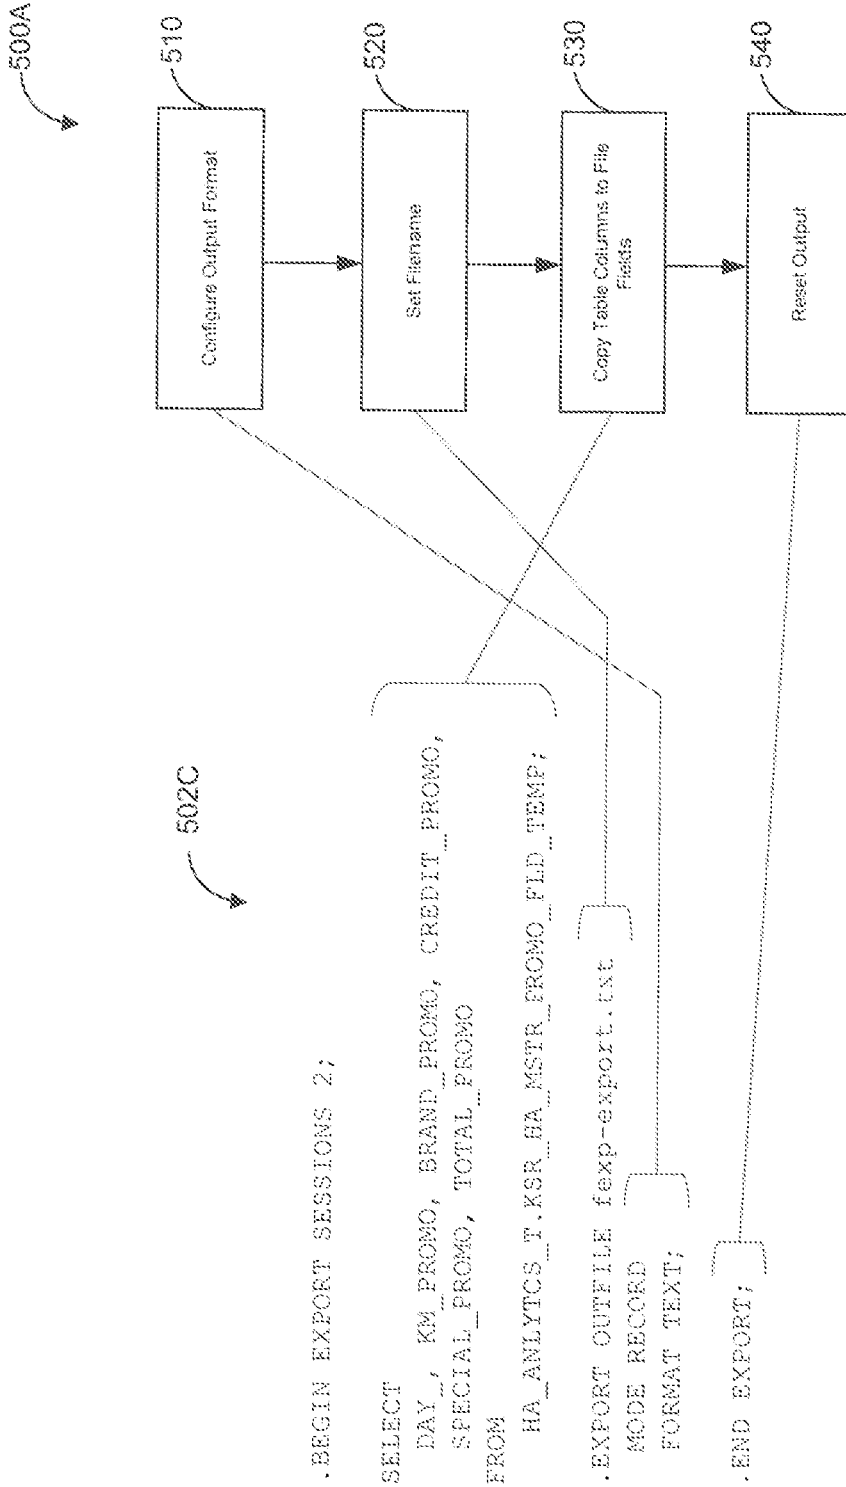 500A
Configure Output Format
510
Set Filename
520
Copy Table Columns to File
Fields
530
Reset Output
540
502C
.BEGIN EXPORT SESSIONS 2;
SELECT
DAY_, KM_PROMO, BRAND_PROMO, CREDIT_PROMO,
SPECIAL_PROMO, TOTAL_PROMO
FROM
HA_ANLYTCS_T.KSR_HA_MSTR_PROMO_FLD_TEMP;
.EXPORT OUTFILE fexp-export.txt
MODE RECORD
FORMAT TEXT;
.END EXPORT;